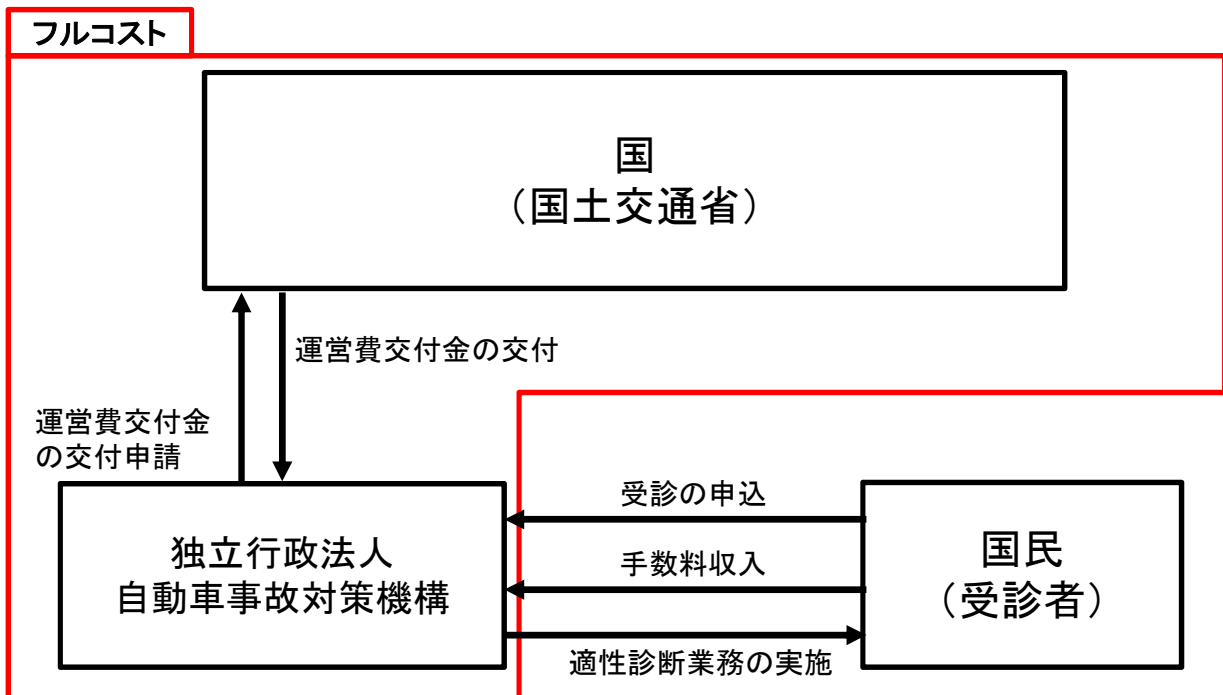 フルコスト
国
（国土交通省）
運営費交付金の交付
運営費交付金
の交付申請
独立行政法人
自動車事故対策機構
受診の申込
手数料収入
適性診断業務の実施
国民
（受診者）